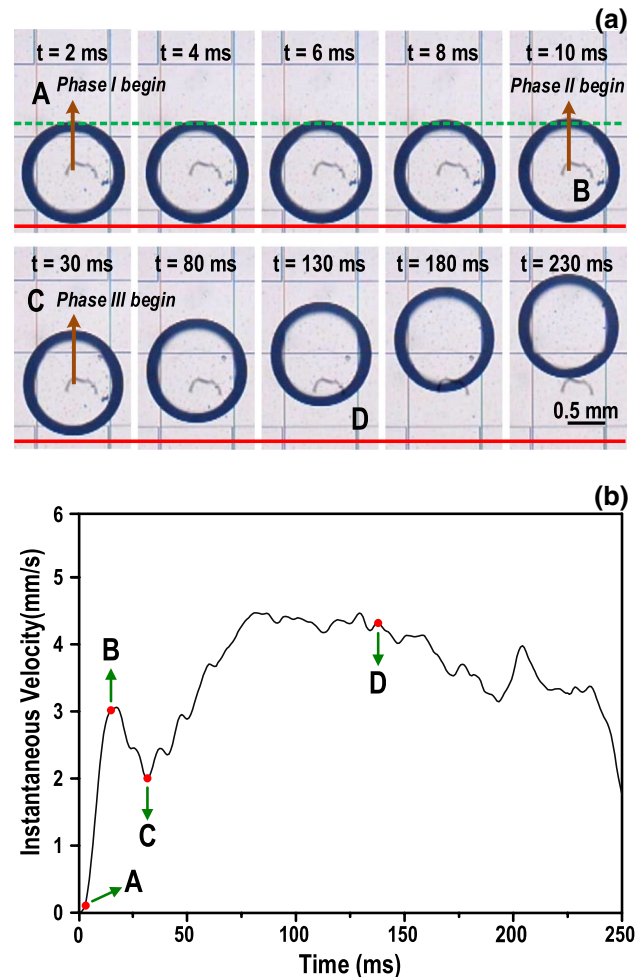 (a)
t = 2 ms t = 4 ms t = 6 ms t = 8 ms t = 10 ms
A Phase I begin Phase II begin
B
t = 30 ms t = 80 ms t = 130 ms t = 180 ms t = 230 ms
C Phase III begin
D
0.5 mm
(b)
6
5
4
3
2
1
0
Instantaneous Velocity(mm/s)
B
D
C
A
0 50 100 150 200 250
Time (ms)